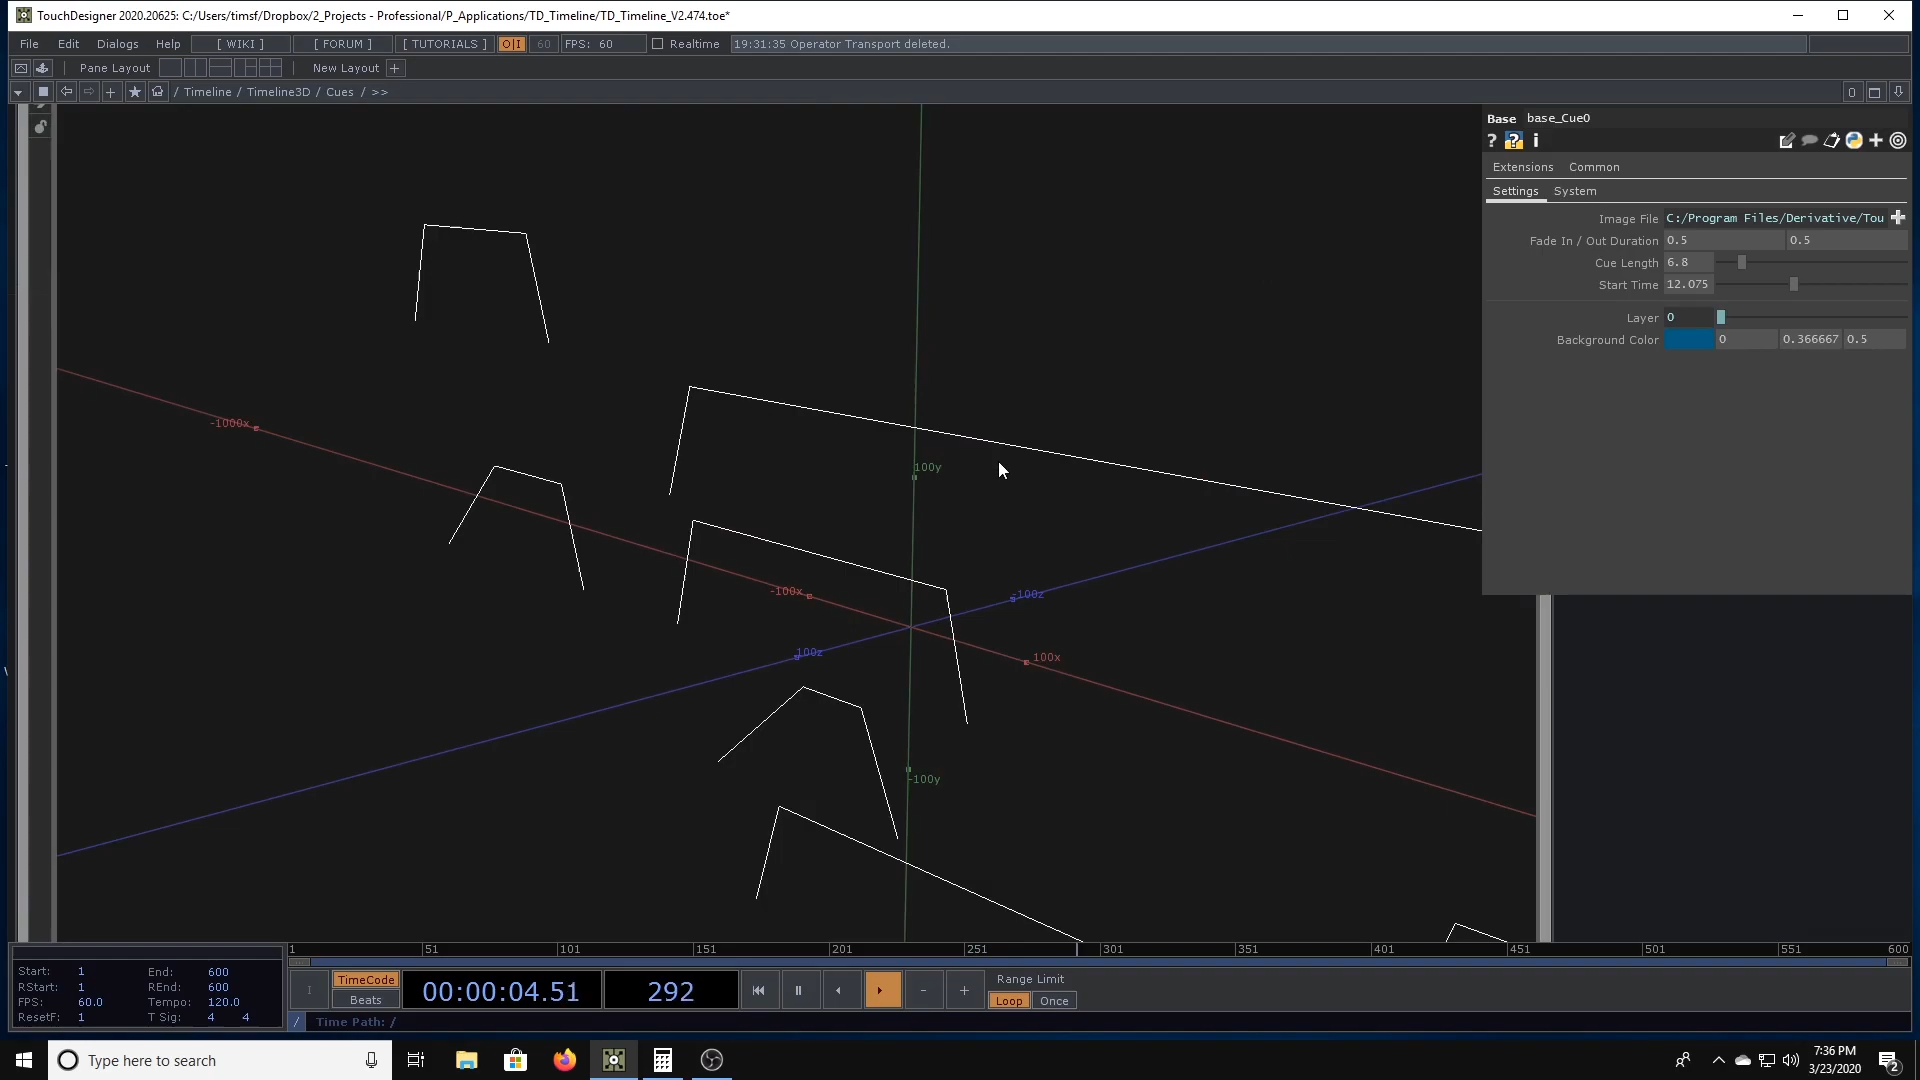 TouchDesigner 2020.20625: C:/Users/timsf/Dropbox/2_Projects - Professional/P_Applications/TD_Timeline/TD_Timeline_V2.474.toe*
File Edit Dialogs Help [ WIKI ] [ FORUM ] [ TUTORIALS ] O|I 60 FPS: 60 Realtime 19:31:35 Operator Transport deleted.
Pane Layout New Layout +
/ Timeline / Timeline3D / Cues / >> 0
Base base_Cue0
? ? i
Extensions Common
Settings System
Image File C:/Program Files/Derivative/Tou
Fade In / Out Duration 0.5 0.5
Cue Length 6.8
Start Time 12.075
Layer 0
Background Color 0 0.366667 0.5
-1000x
100y
-100x
-100z
100z
100x
-100y
1 51 101 151 201 251 301 351 401 451 501 551 600
Start: 1 End: 600
RStart: 1 REnd: 600
FPS: 60.0 Tempo: 120.0
ResetF: 1 T Sig: 4 4
I TimeCode Beats 00:00:04.51 292 - + Range Limit
Loop Once
/ Time Path: /
Type here to search
7:36 PM
3/23/2020
2